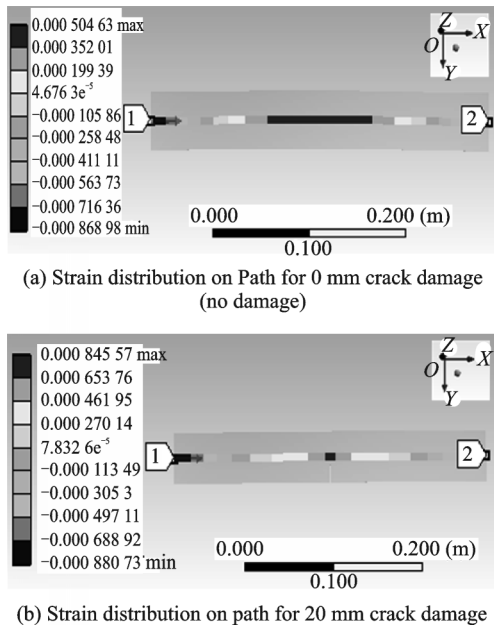 0.000 504 63 max
0.000 352 01
0.000 199 39
4.676 3e⁻⁵
−0.000 105 86
−0.000 258 48
−0.000 411 11
−0.000 563 73
−0.000 716 36
−0.000 868 98 min
Z
O X
Y
1
2
0.000 0.200 (m)
0.100
(a) Strain distribution on Path for 0 mm crack damage
(no damage)
0.000 845 57 max
0.000 653 76
0.000 461 95
0.000 270 14
7.832 6e⁻⁵
−0.000 113 49
−0.000 305 3
−0.000 497 11
−0.000 688 92
−0.000 880 73 min
Z
O X
Y
1
2
0.000 0.200 (m)
0.100
(b) Strain distribution on path for 20 mm crack damage